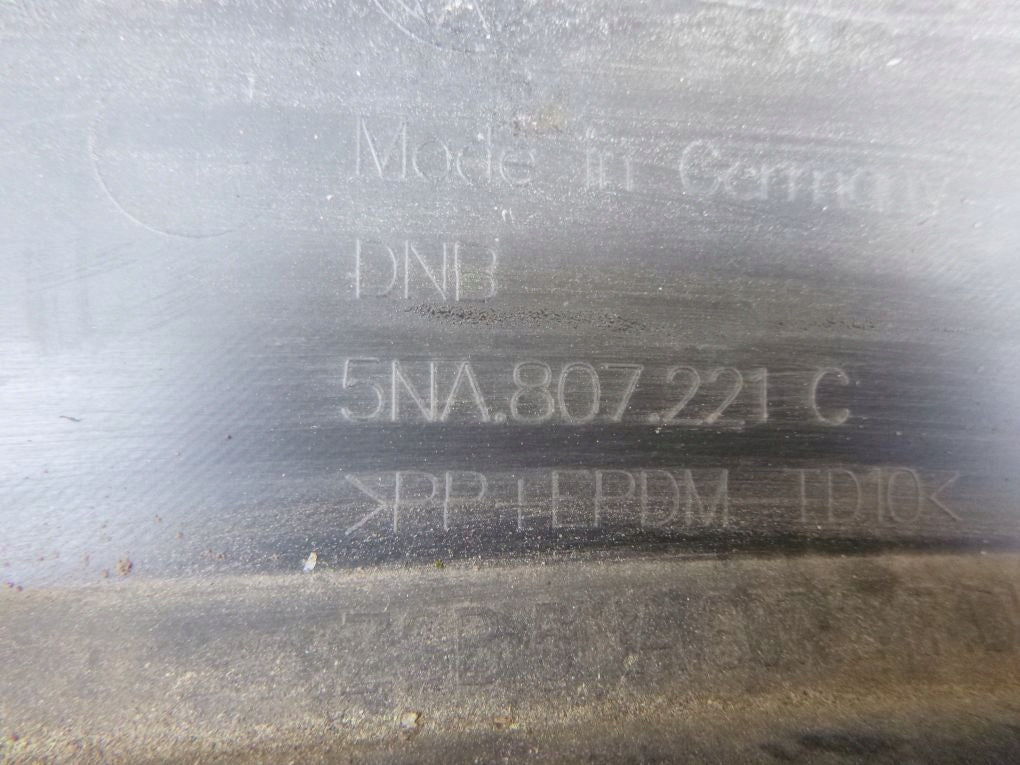 Made in Germany
DNB
5NA.807.221 C
>PP+EPDM-TD10<